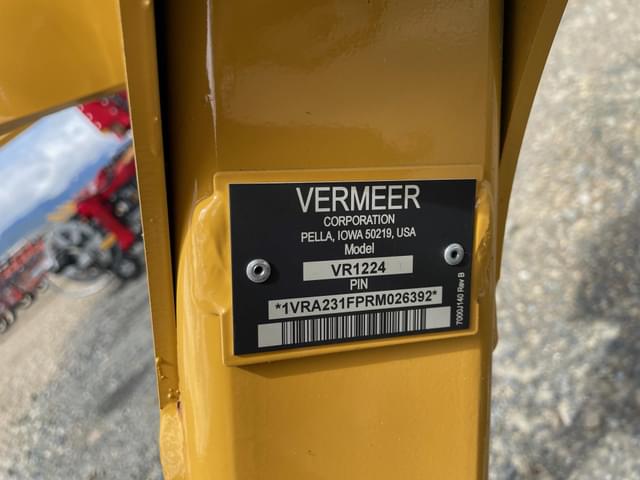 VERMEER
CORPORATION
PELLA, IOWA 50219, USA
Model
VR1224
PIN
*1VRA231FPRM026392*
7000J140 Rev B